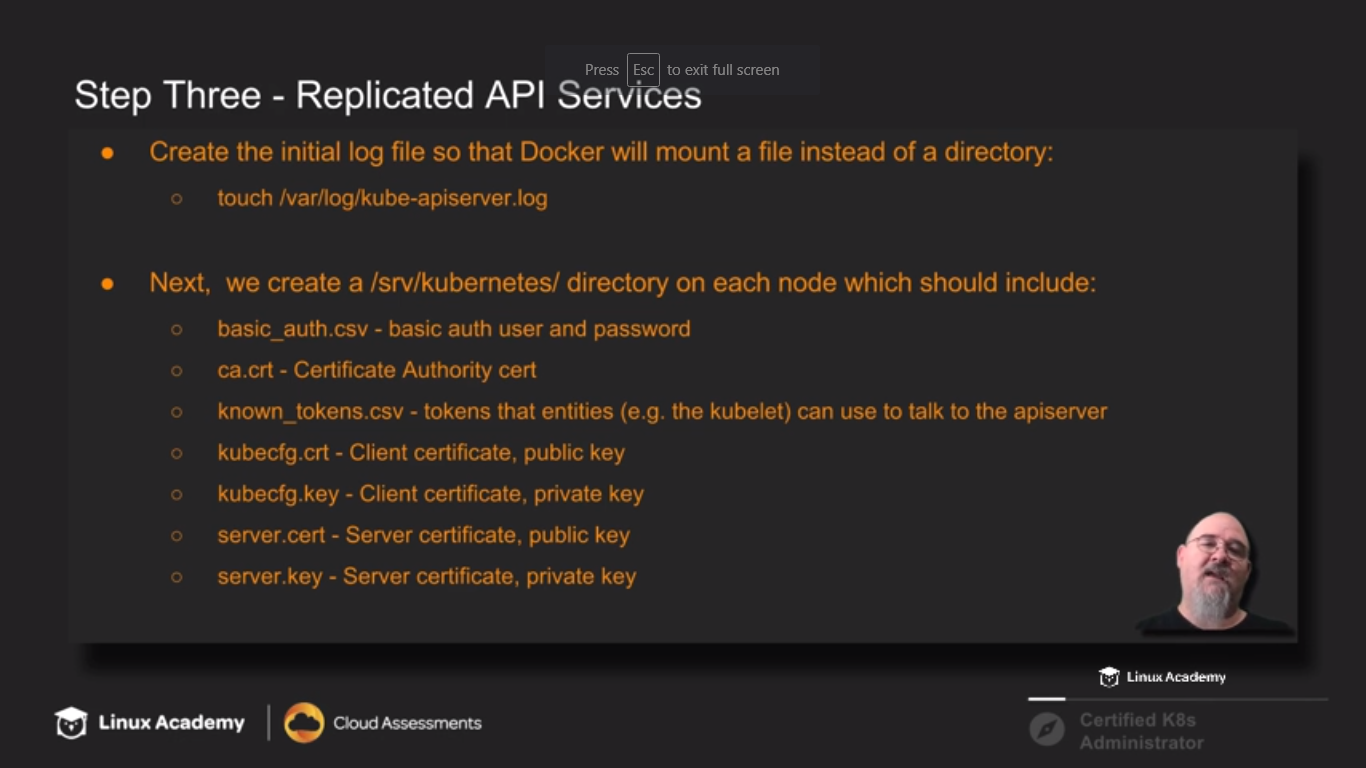 Press Esc to exit full screen
Step Three - Replicated API Services
Create the initial log file so that Docker will mount a file instead of a directory:
touch /var/log/kube-apiserver.log
Next, we create a /srv/kubernetes/ directory on each node which should include:
basic_auth.csv - basic auth user and password
ca.crt - Certificate Authority cert
known_tokens.csv - tokens that entities (e.g. the kubelet) can use to talk to the apiserver
kubecfg.crt - Client certificate, public key
kubecfg.key - Client certificate, private key
server.cert - Server certificate, public key
server.key - Server certificate, private key
Linux Academy
Linux Academy
Cloud Assessments
Certified K8s
Administrator